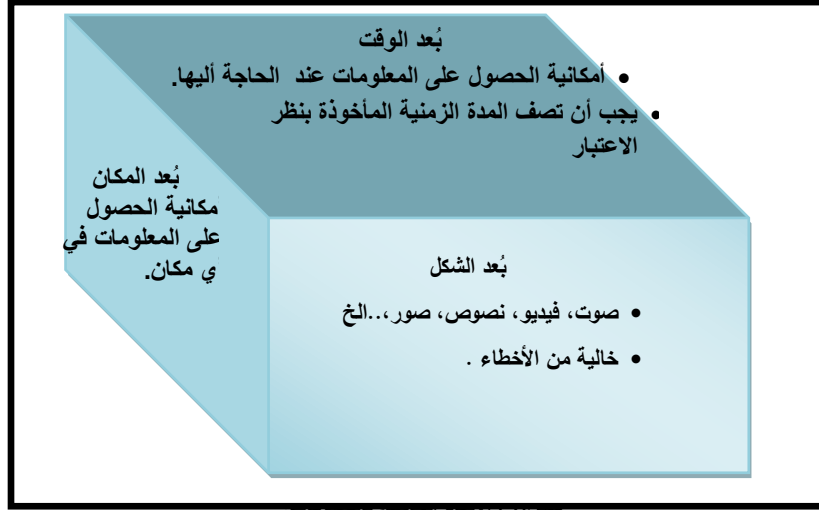 بُعد الوقت
• أمكانية الحصول على المعلومات عند الحاجة أليها.
• يجب أن تصف المدة الزمنية المأخوذة بنظر
الاعتبار
بُعد المكان
مكانية الحصول
على المعلومات في
ي مكان.
بُعد الشكل
• صوت، فيديو، نصوص، صور،..الخ
• خالية من الأخطاء .